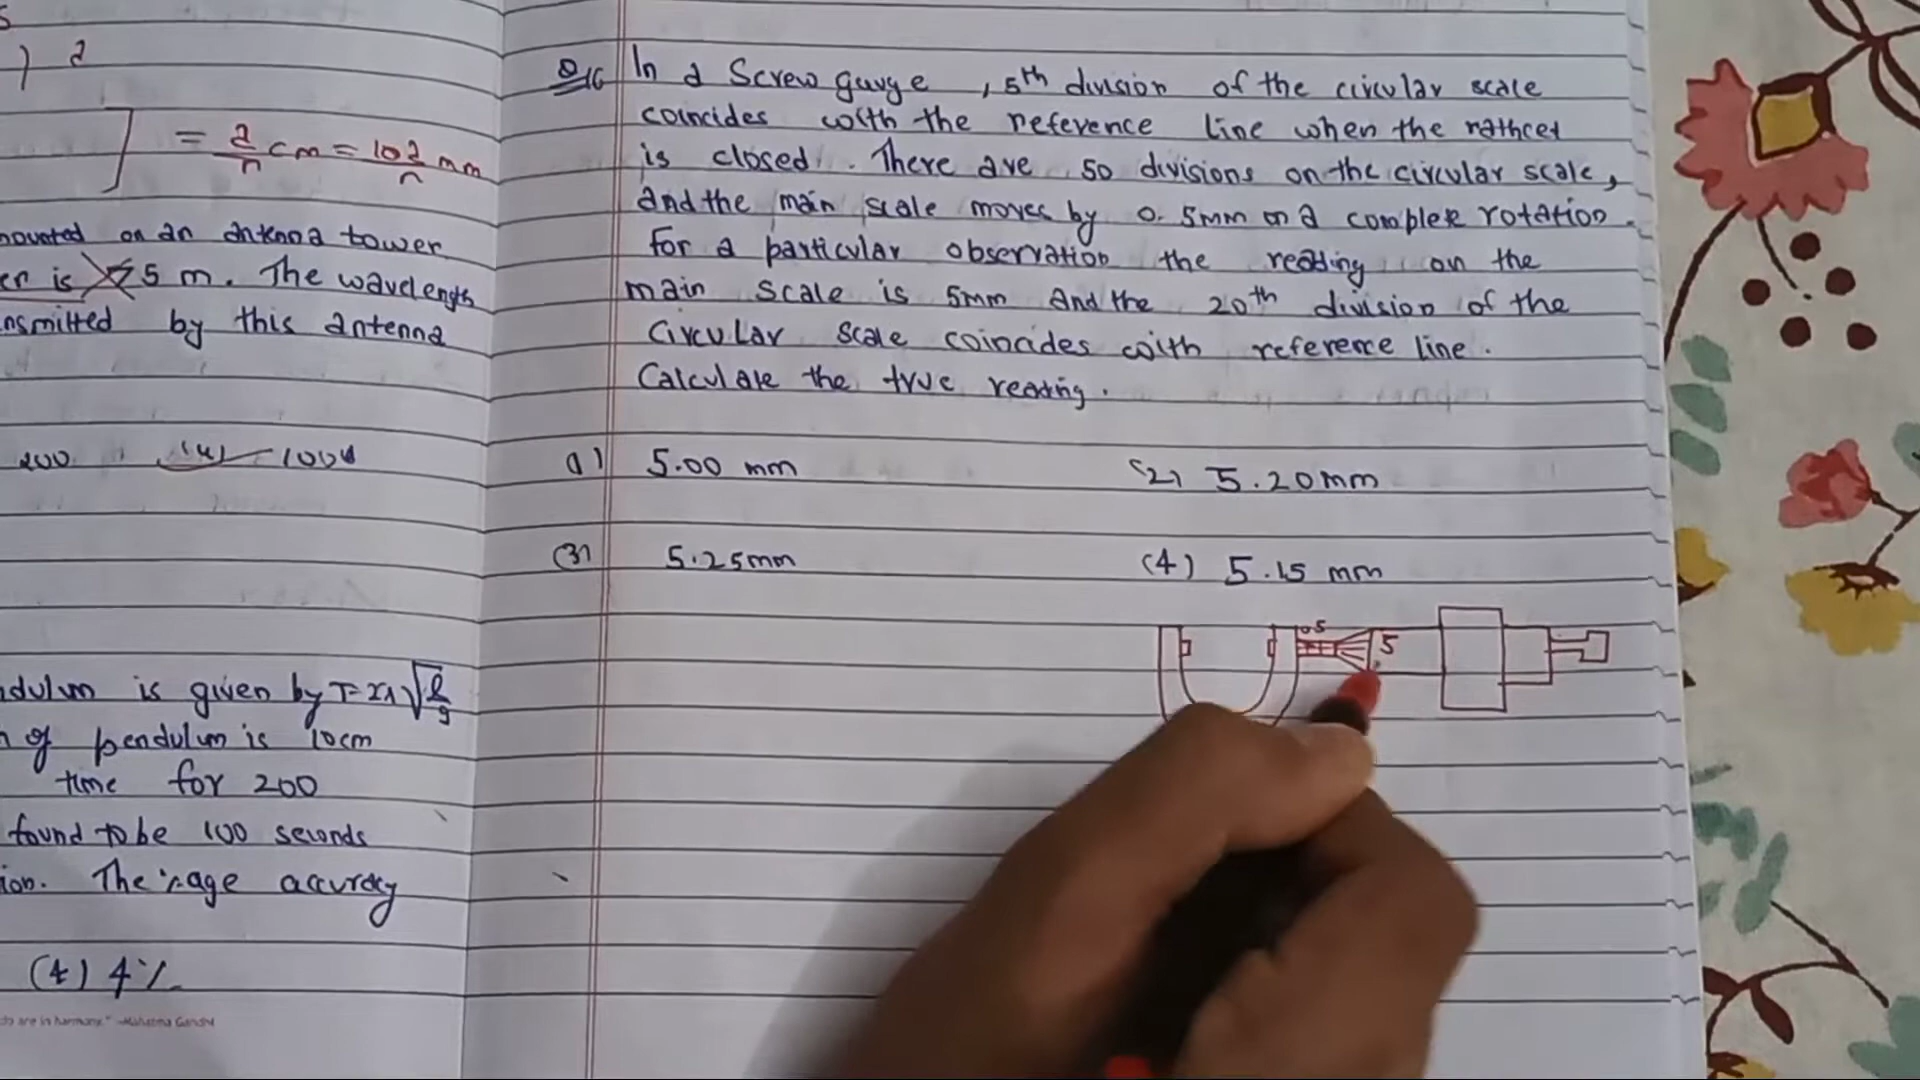 ) a
= a/n cm = 10a/n mm
mounted on an antenna tower
er is 75 m. The wavelength
nsmitted by this antenna
200 (4) 100
dulum is given by T = 2π√l/g
of pendulum is 10cm
time for 200
found to be 100 seconds
ion. The %age accuracy
(4) 4%
Q16 In a Screw gauge , 5th division of the circular scale
coincides with the reference line when the rathcet
is closed. There are 50 divisions on the circular scale,
and the main scale moves by 0.5mm on a complete rotation.
For a particular observation the reading on the
main scale is 5mm and the 20th division of the
circular scale coincides with reference line.
Calculate the true reading.
(1) 5.00 mm (2) 5.20mm
(3) 5.25mm (4) 5.15 mm
0 5 5